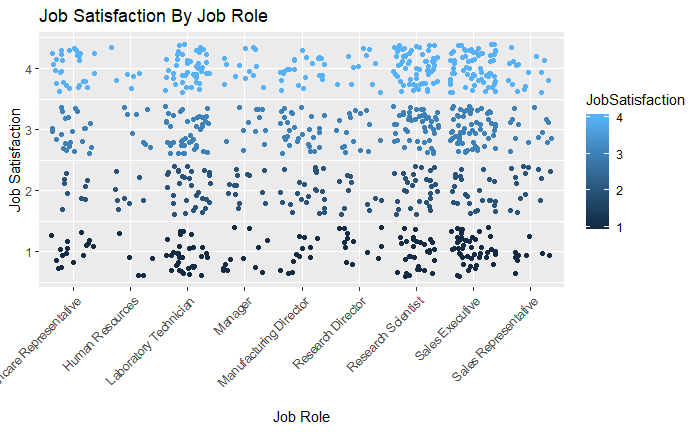 Job Satisfaction By Job Role
Job Satisfaction
4
3
2
1
Representative
Human Resources
Laboratory Technician
Manager
Manufacturing Director
Research Director
Research Scientist
Sales Executive
Sales Representative
Job Role
JobSatisfaction
4
3
2
1